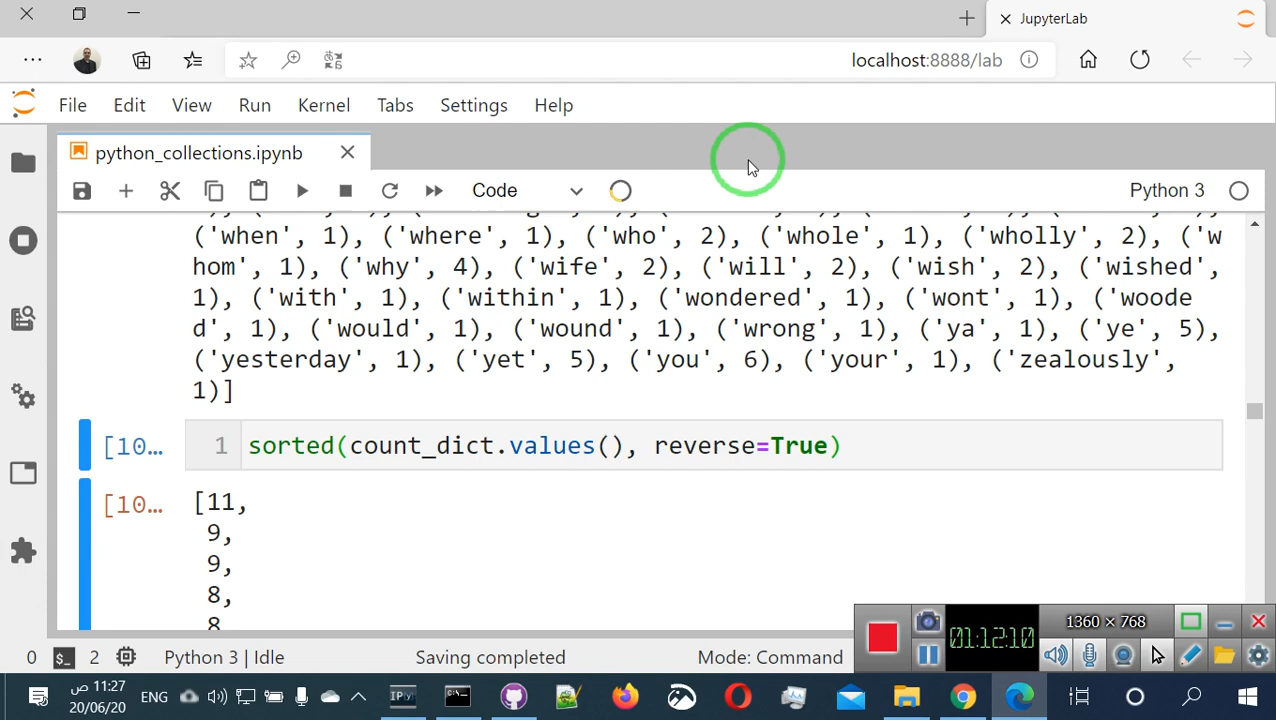 JupyterLab
localhost:8888/lab
File Edit View Run Kernel Tabs Settings Help
python_collections.ipynb
Code Python 3
('when', 1), ('where', 1), ('who', 2), ('whole', 1), ('wholly', 2), ('w
hom', 1), ('why', 4), ('wife', 2), ('will', 2), ('wish', 2), ('wished',
1), ('with', 1), ('within', 1), ('wondered', 1), ('wont', 1), ('woode
d', 1), ('would', 1), ('wound', 1), ('wrong', 1), ('ya', 1), ('ye', 5),
('yesterday', 1), ('yet', 5), ('you', 6), ('your', 1), ('zealously',
1)]
[10… 1 sorted(count_dict.values(), reverse=True)
[10… [11,
9,
9,
8,
8
1360 × 768
01:12:10
0 2 Python 3 | Idle Saving completed Mode: Command
11:27 ص
ENG
20/06/20
IPy